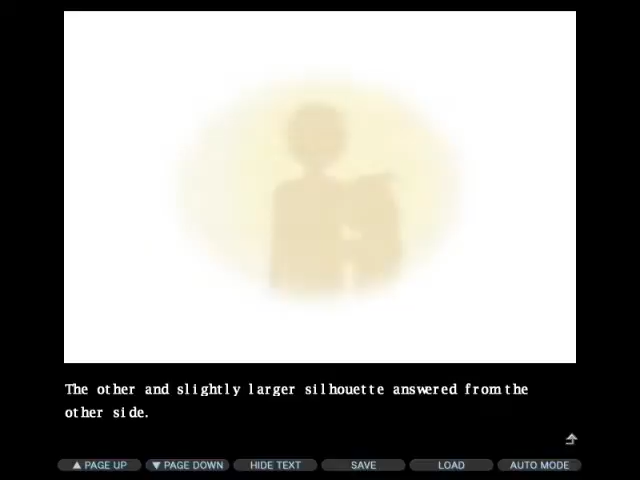 The other and slightly larger silhouette answered from the
other side.
▲ PAGE UP ▼ PAGE DOWN HIDE TEXT SAVE LOAD AUTO MODE